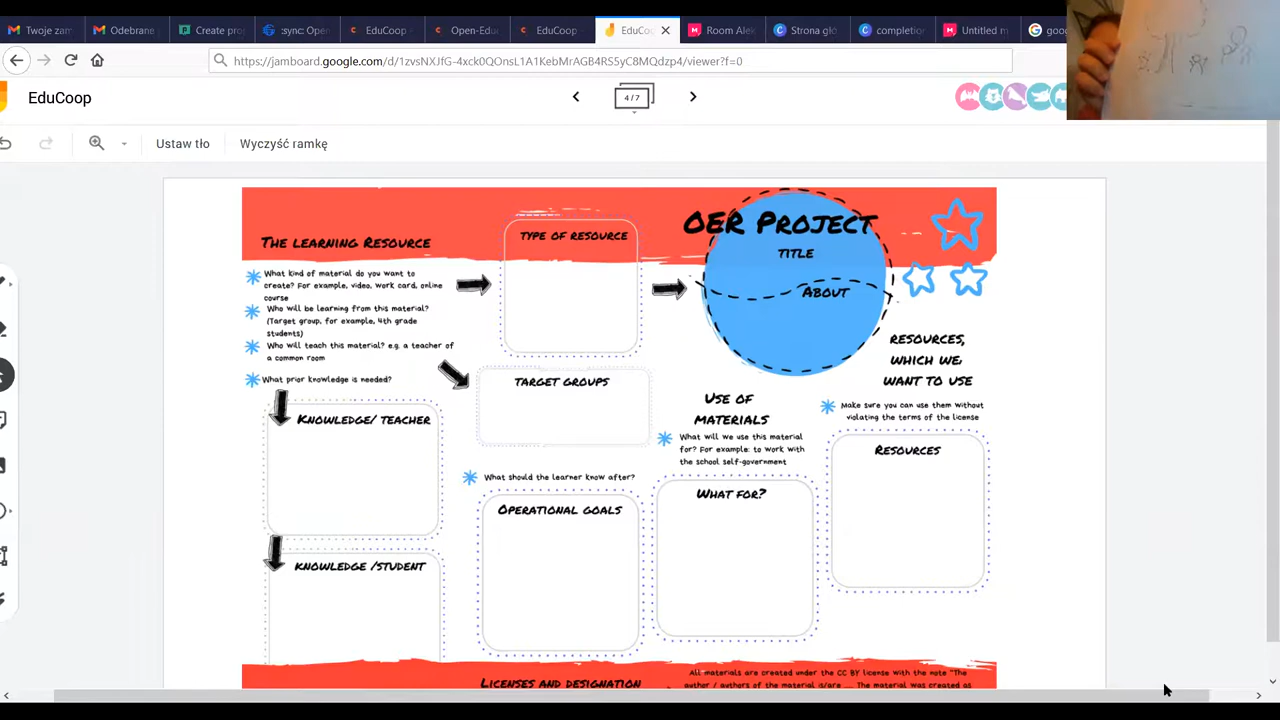 Twoje zam
Odebrane
Create proj
:sync: Open
EduCoop
Open-Educ
EduCoop
EduCoo
Room Alek
Strona głó
completion
Untitled m
goo
https://jamboard.google.com/d/1zvsNXJfG-4xck0QOnsL1A1KebMrAGB4RS5yC8MQdzp4/viewer?f=0
EduCoop
4/7
Ustaw tło
Wyczyść ramkę
The learning Resource
What kind of material do you want to
create? For example, video, work card, online
course
Who will be learning from this material?
(Target group, for example, 4th grade
students)
Who will teach this material? e.g. a teacher of
a common room
What prior knowledge is needed?
Knowledge/ teacher
knowledge /student
Type of resource
Target groups
What should the learner know after?
Operational goals
OER Project
title
About
Use of
materials
What will we use this material
for? For example: to work with
the school self-government
What for?
resources,
which we
want to use
Make sure you can use them without
violating the terms of the license
Resources
Licenses and designation
All materials are created under the CC BY license with the note "The
author / authors of the material is/are ..... The material was created as